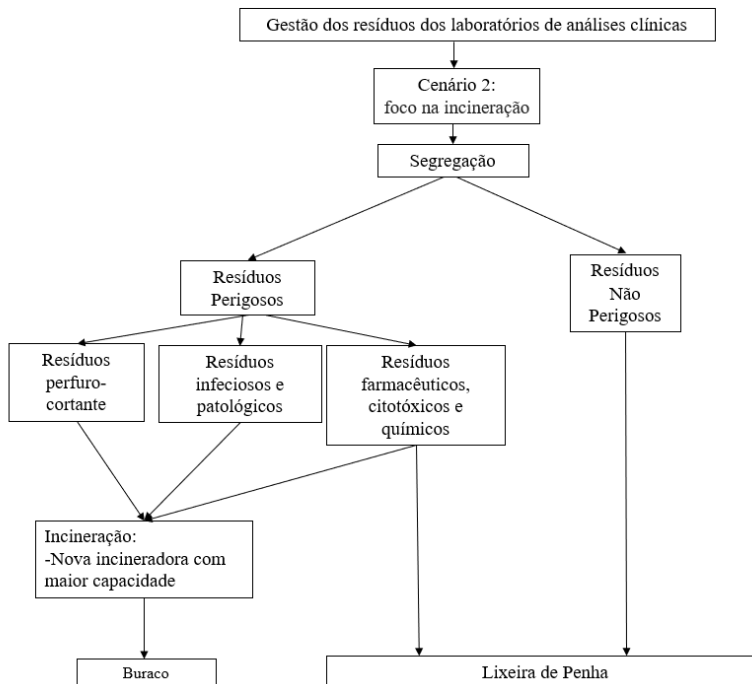 Gestão dos resíduos dos laboratórios de análises clínicas
Cenário 2:
foco na incineração
Segregação
Resíduos
Perigosos
Resíduos
Não
Perigosos
Resíduos
perfuro-
cortante
Resíduos
infeciosos e
patológicos
Resíduos
farmacêuticos,
citotóxicos e
químicos
Incineração:
-Nova incineradora com
maior capacidade
Buraco
Lixeira de Penha